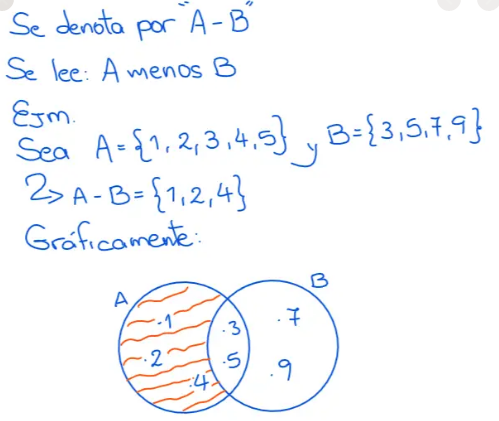 Se denota por "A - B"
Se lee: A menos B
Ejm.
Sea A = {1, 2, 3, 4, 5} y B = {3, 5, 7, 9}
A - B = {1, 2, 4}
Gráficamente:
A B
.1 .3 .7
.2 .5 .9
.4